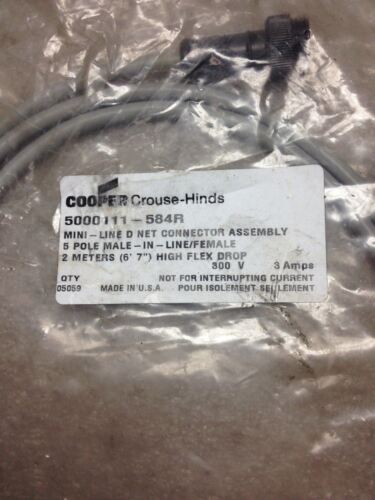 COOPER Crouse-Hinds
5000111-584R
MINI-LINE D NET CONNECTOR ASSEMBLY
5 POLE MALE-IN-LINE/FEMALE
2 METERS (6' 7") HIGH FLEX DROP
300 V 3 Amps
QTY NOT FOR INTERRUPTING CURRENT
05059 MADE IN U.S.A. POUR ISOLEMENT SEULEMENT